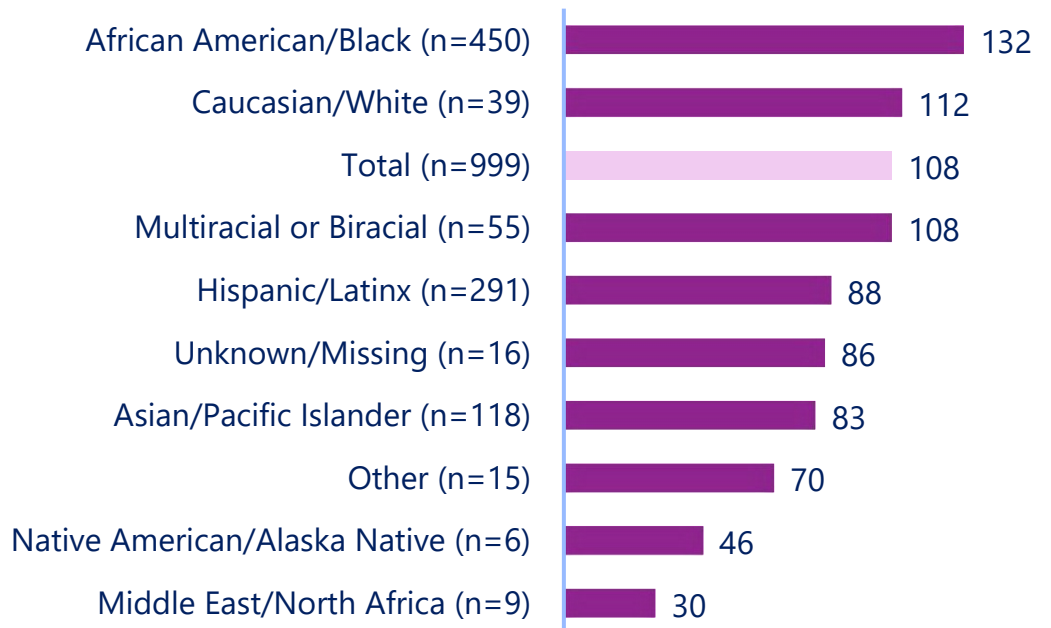 African American/Black (n=450) 132
Caucasian/White (n=39) 112
Total (n=999) 108
Multiracial or Biracial (n=55) 108
Hispanic/Latinx (n=291) 88
Unknown/Missing (n=16) 86
Asian/Pacific Islander (n=118) 83
Other (n=15) 70
Native American/Alaska Native (n=6) 46
Middle East/North Africa (n=9) 30